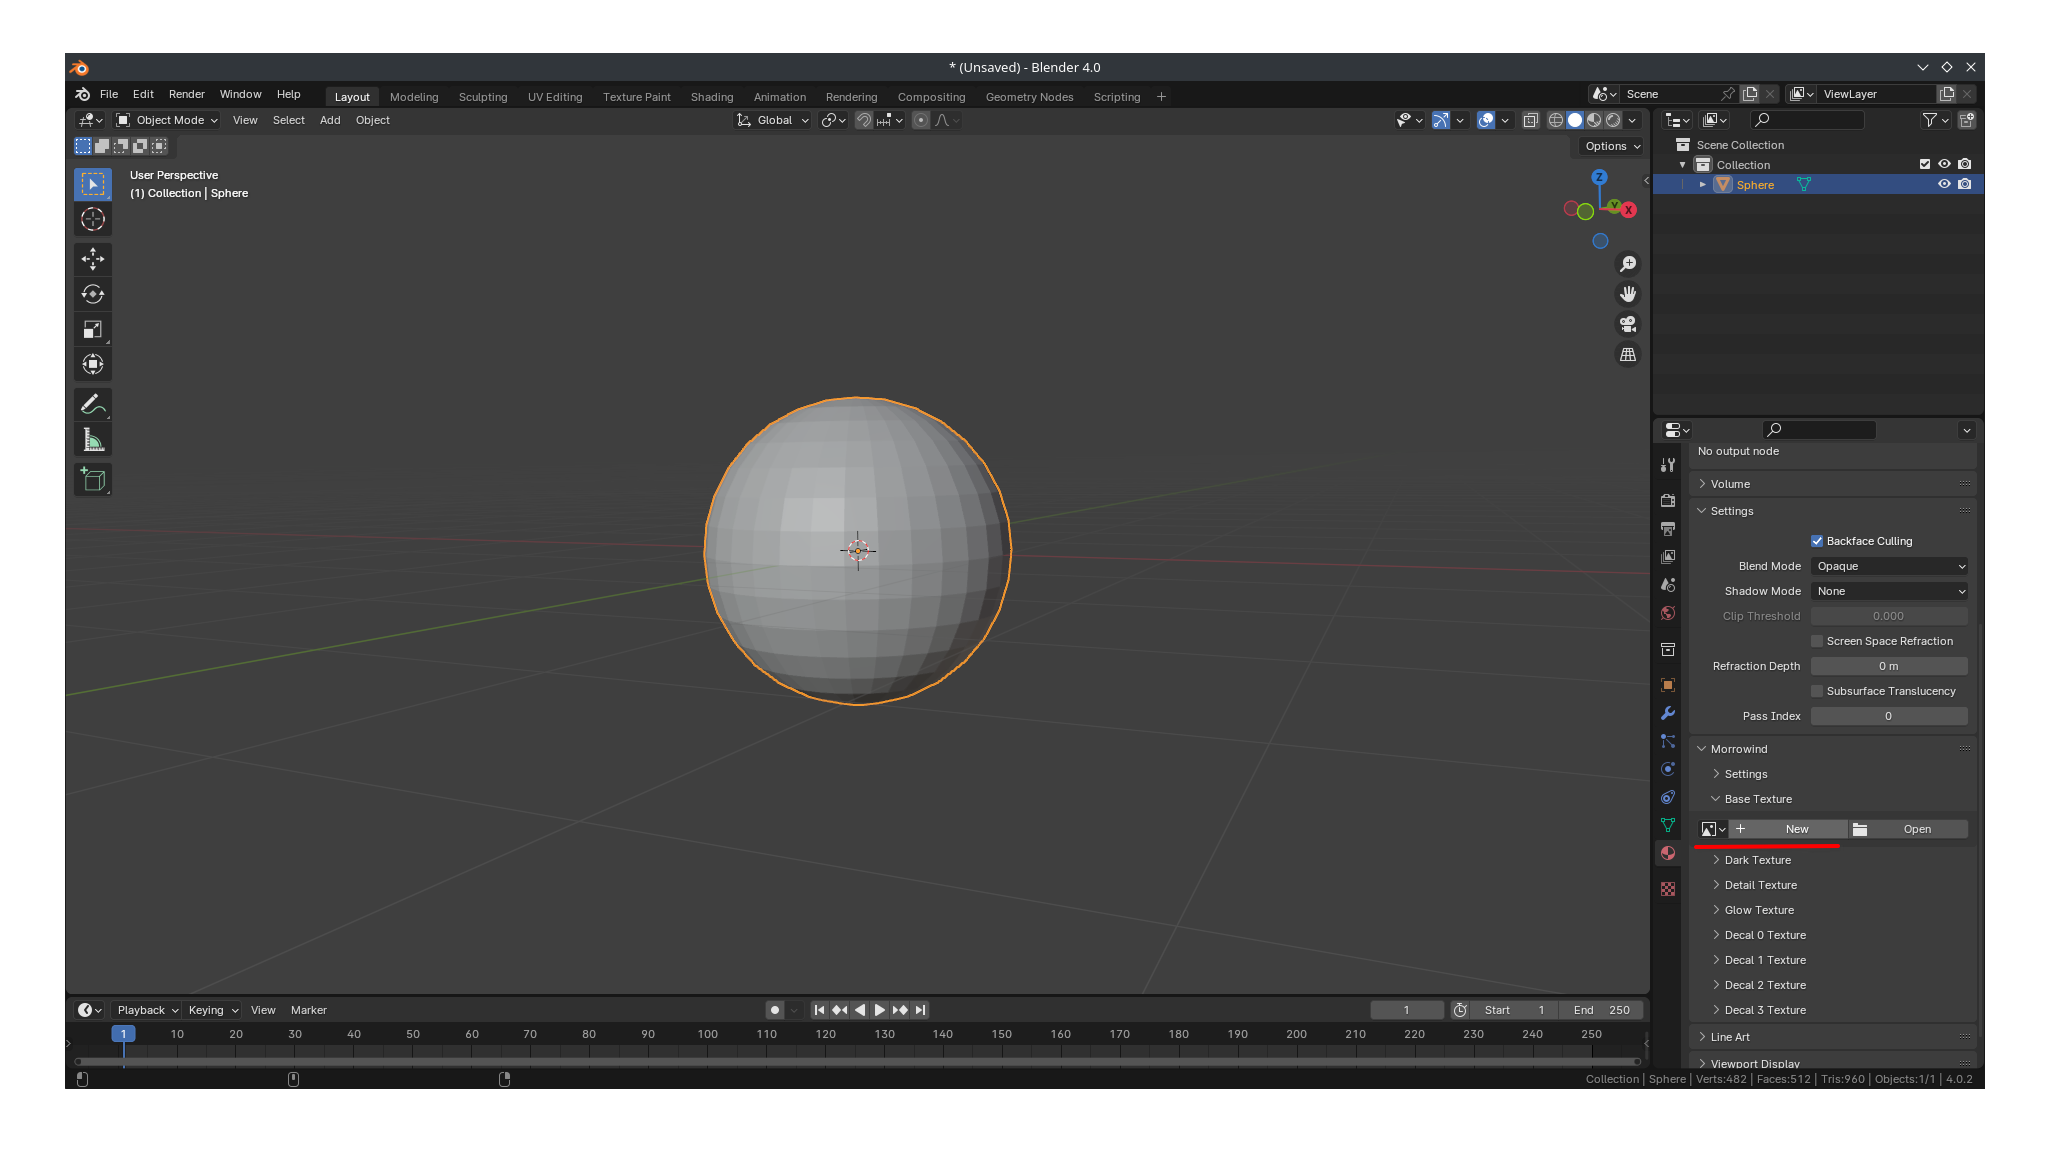 * (Unsaved) - Blender 4.0
File Edit Render Window Help Layout Modeling Sculpting UV Editing Texture Paint Shading Animation Rendering Compositing Geometry Nodes Scripting + Scene ViewLayer
Object Mode View Select Add Object Global
Options
User Perspective
(1) Collection | Sphere
Z
Y
X
Scene Collection
Collection
Sphere
No output node
Volume
Settings
Backface Culling
Blend Mode Opaque
Shadow Mode None
Clip Threshold 0.000
Screen Space Refraction
Refraction Depth 0 m
Subsurface Translucency
Pass Index 0
Morrowind
Settings
Base Texture
+ New Open
Dark Texture
Detail Texture
Glow Texture
Decal 0 Texture
Decal 1 Texture
Decal 2 Texture
Decal 3 Texture
Line Art
Viewport Display
Playback Keying View Marker 1 Start 1 End 250
1 10 20 30 40 50 60 70 80 90 100 110 120 130 140 150 160 170 180 190 200 210 220 230 240 250
Collection | Sphere | Verts:482 | Faces:512 | Tris:960 | Objects:1/1 | 4.0.2